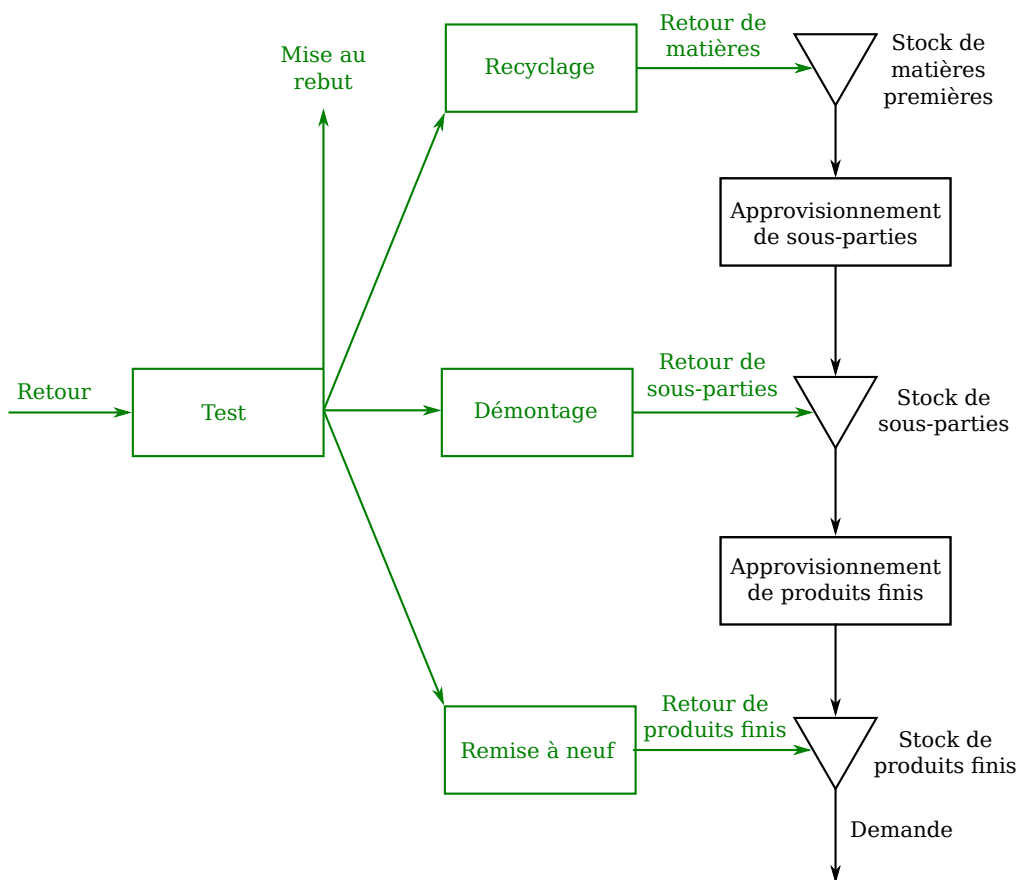 Mise au
rebut
Recyclage
Retour de
matières
Stock de
matières
premières
Approvisionnement
de sous-parties
Retour
Test
Démontage
Retour de
sous-parties
Stock de
sous-parties
Approvisionnement
de produits finis
Remise à neuf
Retour de
produits finis
Stock de
produits finis
Demande